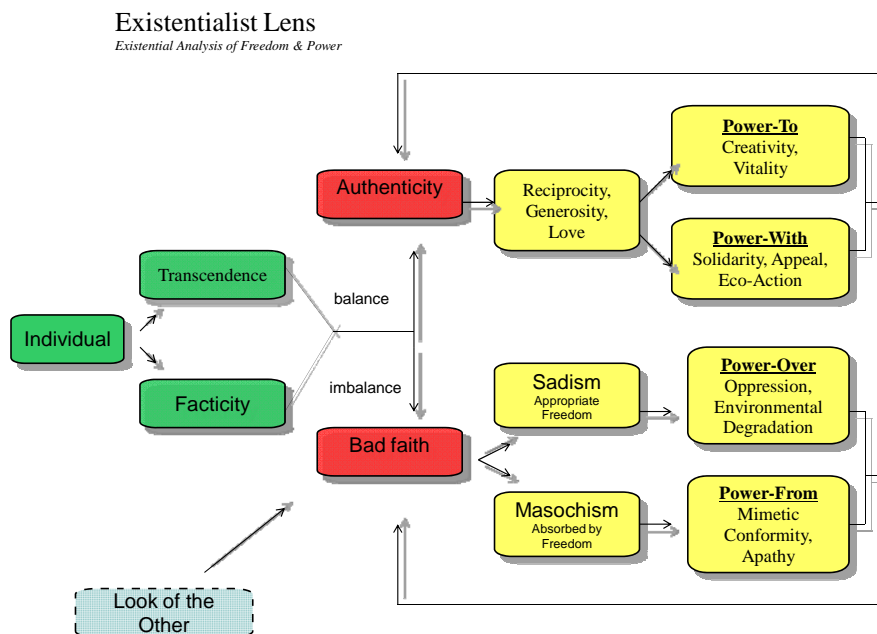 Existentialist Lens
Existential Analysis of Freedom & Power
Individual
Transcendence
Facticity
balance
imbalance
Authenticity
Bad faith
Look of the
Other
Reciprocity,
Generosity,
Love
Power-To
Creativity,
Vitality
Power-With
Solidarity, Appeal,
Eco-Action
Sadism
Appropriate
Freedom
Masochism
Absorbed by
Freedom
Power-Over
Oppression,
Environmental
Degradation
Power-From
Mimetic
Conformity,
Apathy